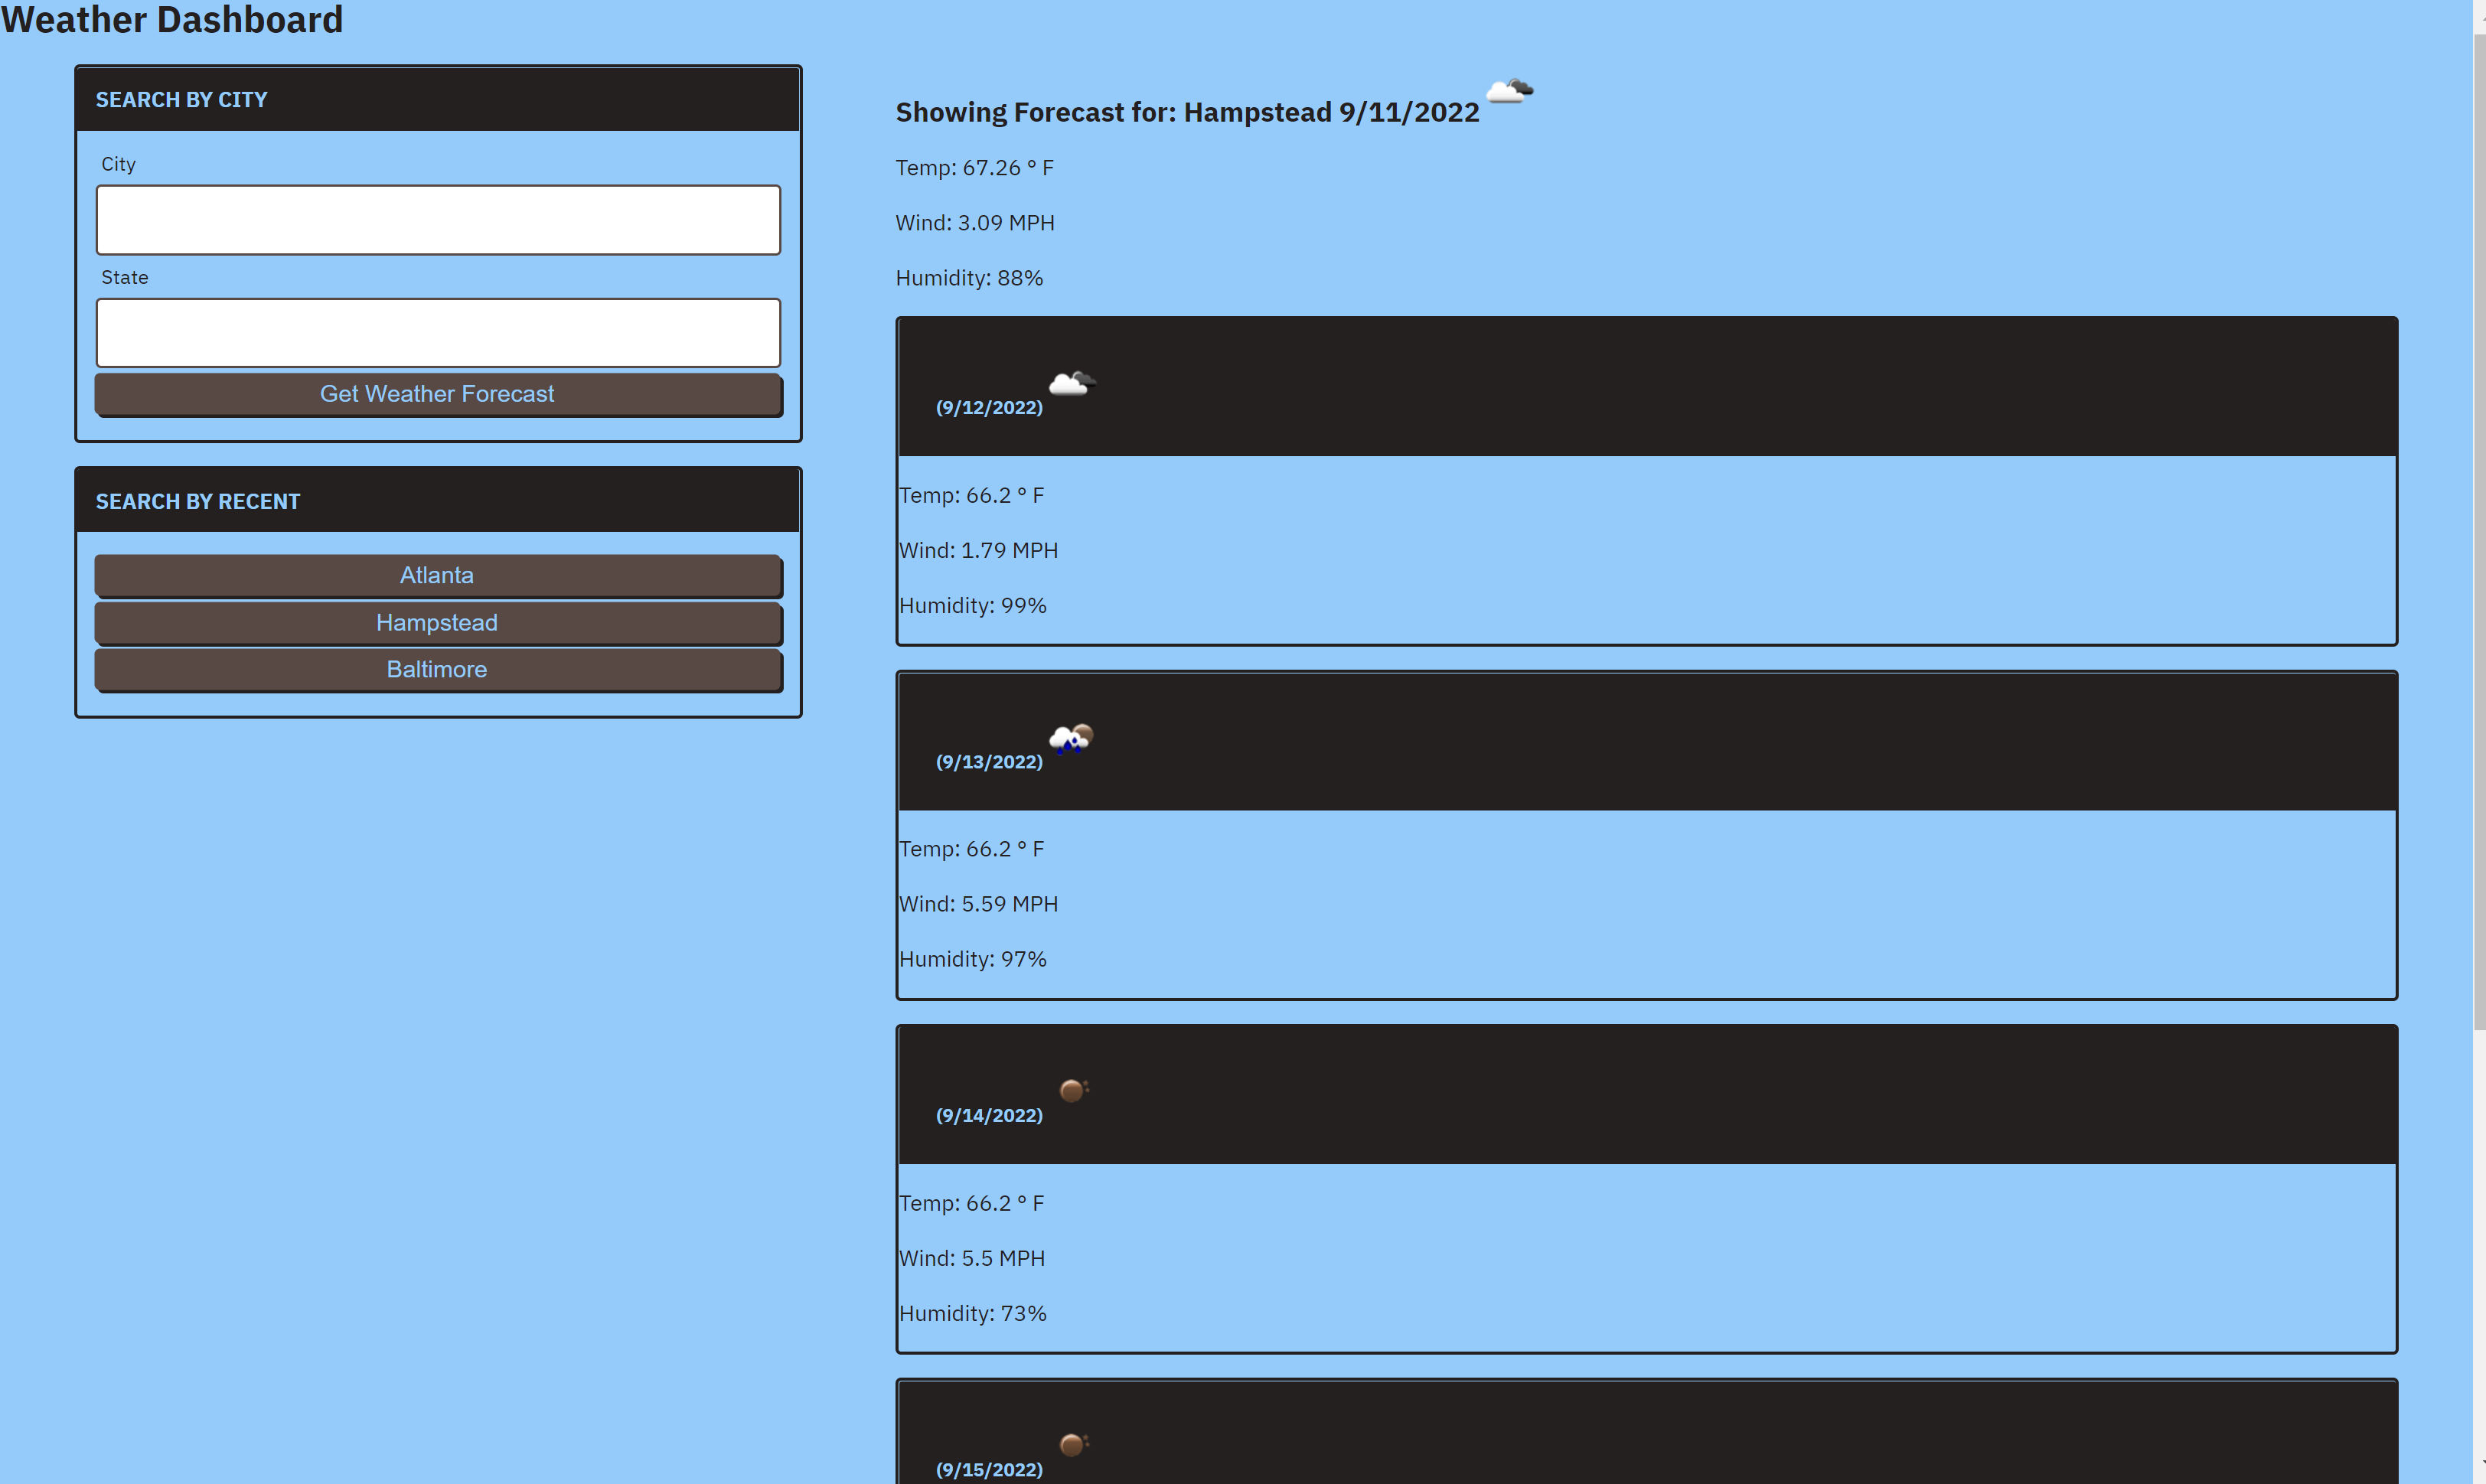 Weather Dashboard
SEARCH BY CITY
City
State
Get Weather Forecast
SEARCH BY RECENT
Atlanta
Hampstead
Baltimore
Showing Forecast for: Hampstead 9/11/2022
Temp: 67.26 ° F
Wind: 3.09 MPH
Humidity: 88%
(9/12/2022)
Temp: 66.2 ° F
Wind: 1.79 MPH
Humidity: 99%
(9/13/2022)
Temp: 66.2 ° F
Wind: 5.59 MPH
Humidity: 97%
(9/14/2022)
Temp: 66.2 ° F
Wind: 5.5 MPH
Humidity: 73%
(9/15/2022)